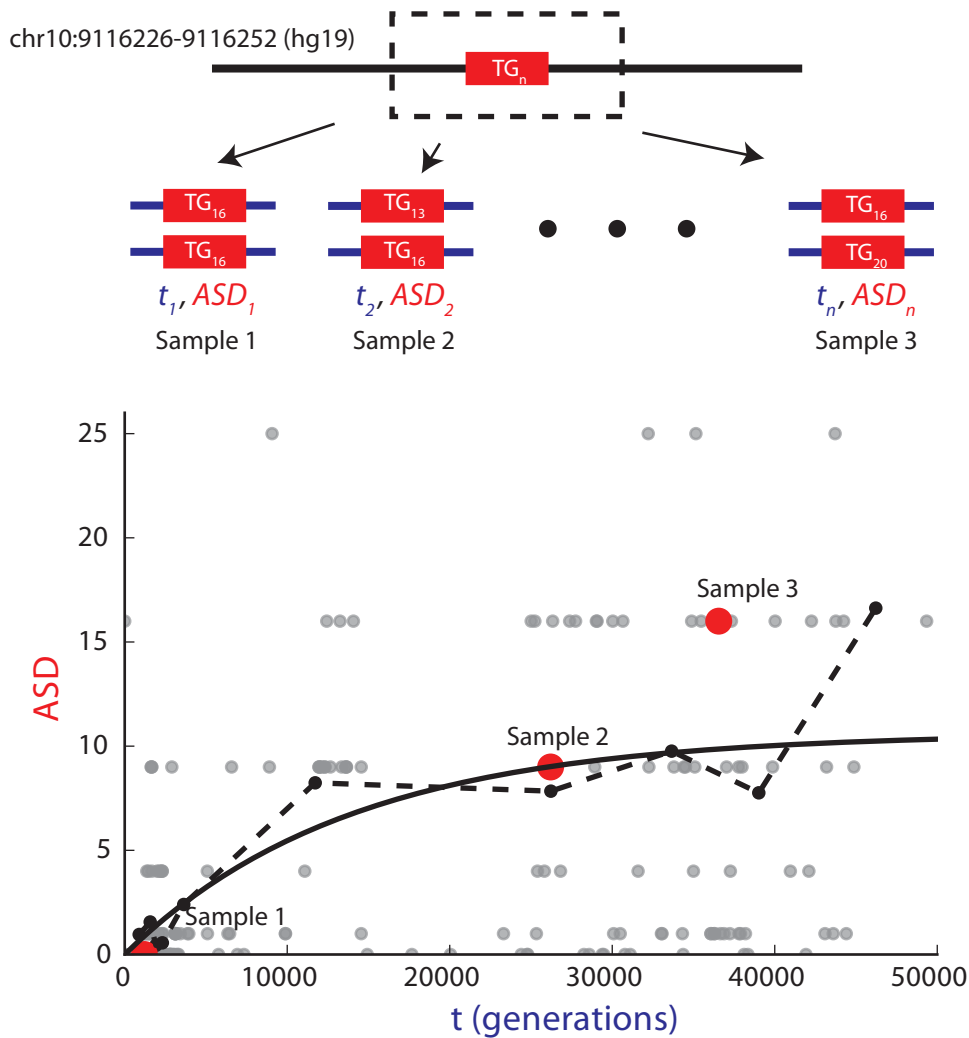 chr10:9116226-9116252 (hg19)
TGn
TG16 TG13 TG16
TG16 TG16 TG20
t1, ASD1 t2, ASD2 tn, ASDn
Sample 1 Sample 2 Sample 3
25
20
15
10
5
0
ASD
Sample 3
Sample 2
Sample 1
0 10000 20000 30000 40000 50000
t (generations)